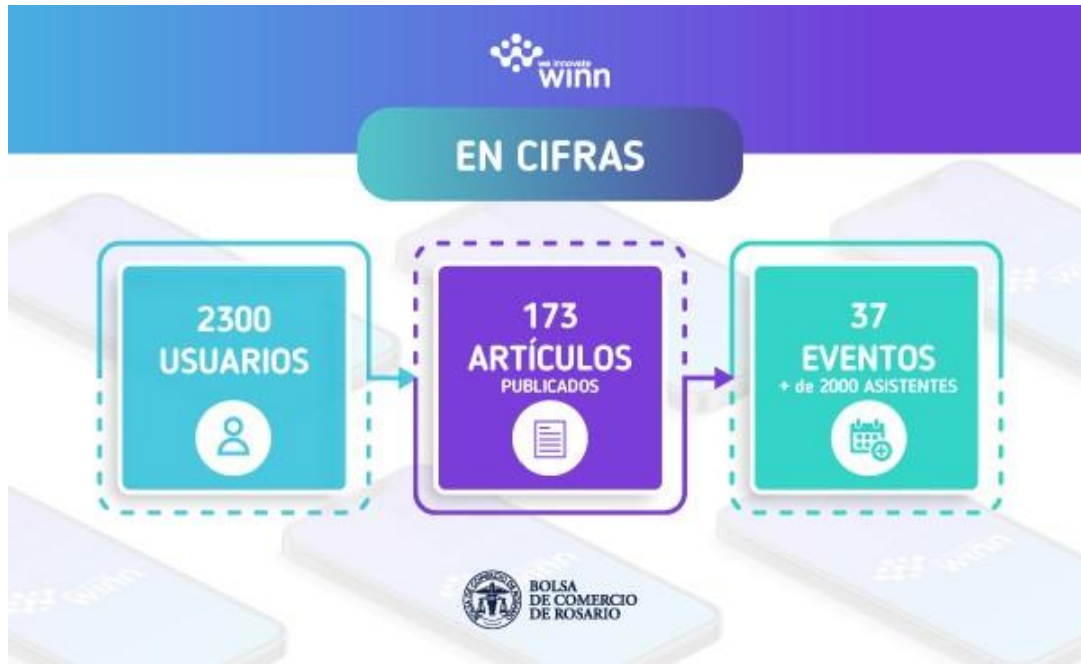 we innovate
winn
EN CIFRAS
2300
USUARIOS
173
ARTÍCULOS
PUBLICADOS
37
EVENTOS
+ de 2000 ASISTENTES
BOLSA
DE COMERCIO
DE ROSARIO